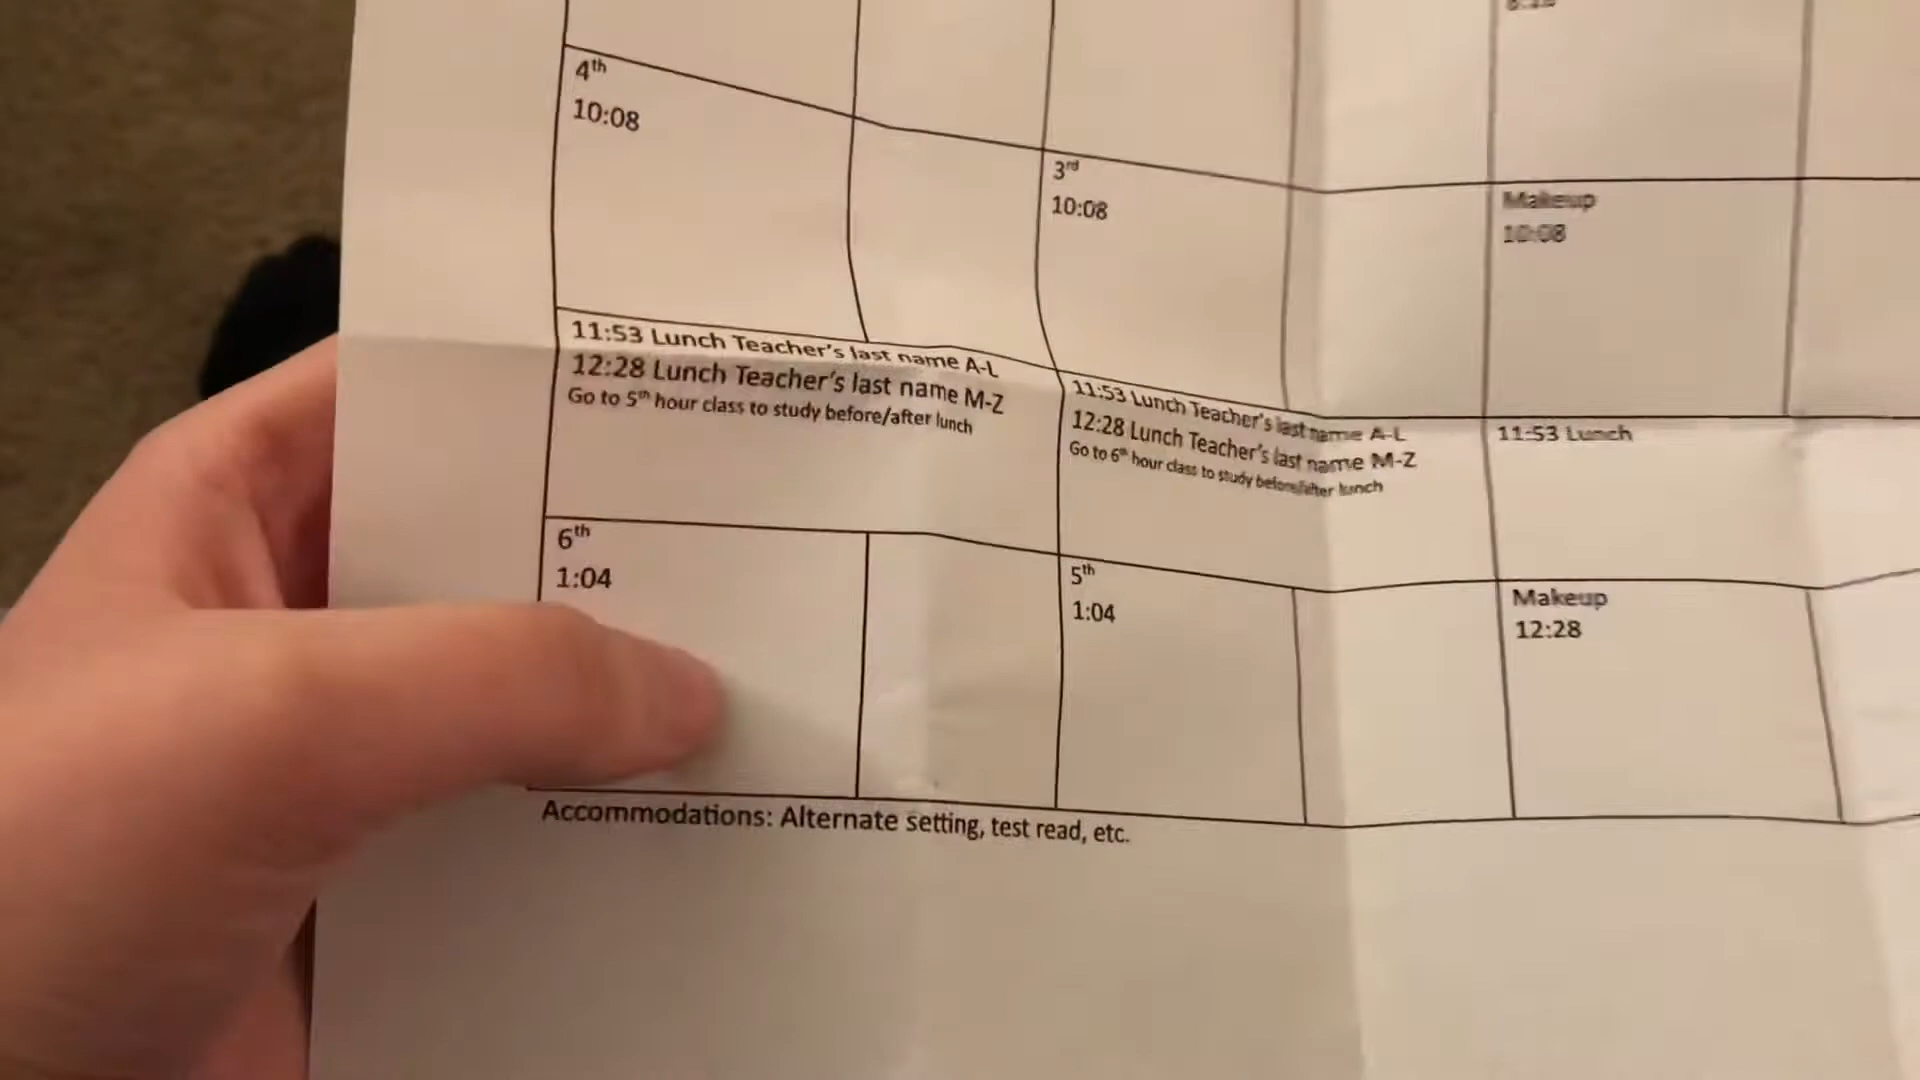 4th
10:08
3rd
10:08
Makeup
10:08
11:53 Lunch Teacher's last name A-L
12:28 Lunch Teacher's last name M-Z
Go to 5th hour class to study before/after lunch
11:53 Lunch Teacher's last name A-L
12:28 Lunch Teacher's last name M-Z
Go to 6th hour class to study before/after lunch
11:53 Lunch
6th
1:04
5th
1:04
Makeup
12:28
Accommodations: Alternate setting, test read, etc.